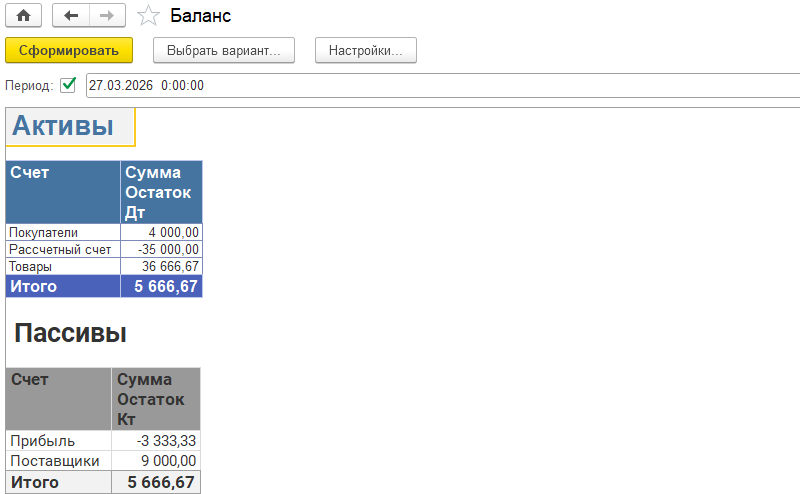 Баланс
Сформировать Выбрать вариант... Настройки...
Период: 27.03.2026 0:00:00
Активы
Счет Сумма
Остаток
Дт
Покупатели 4 000,00
Рассчетный счет -35 000,00
Товары 36 666,67
Итого 5 666,67
Пассивы
Счет Сумма
Остаток
Кт
Прибыль -3 333,33
Поставщики 9 000,00
Итого 5 666,67